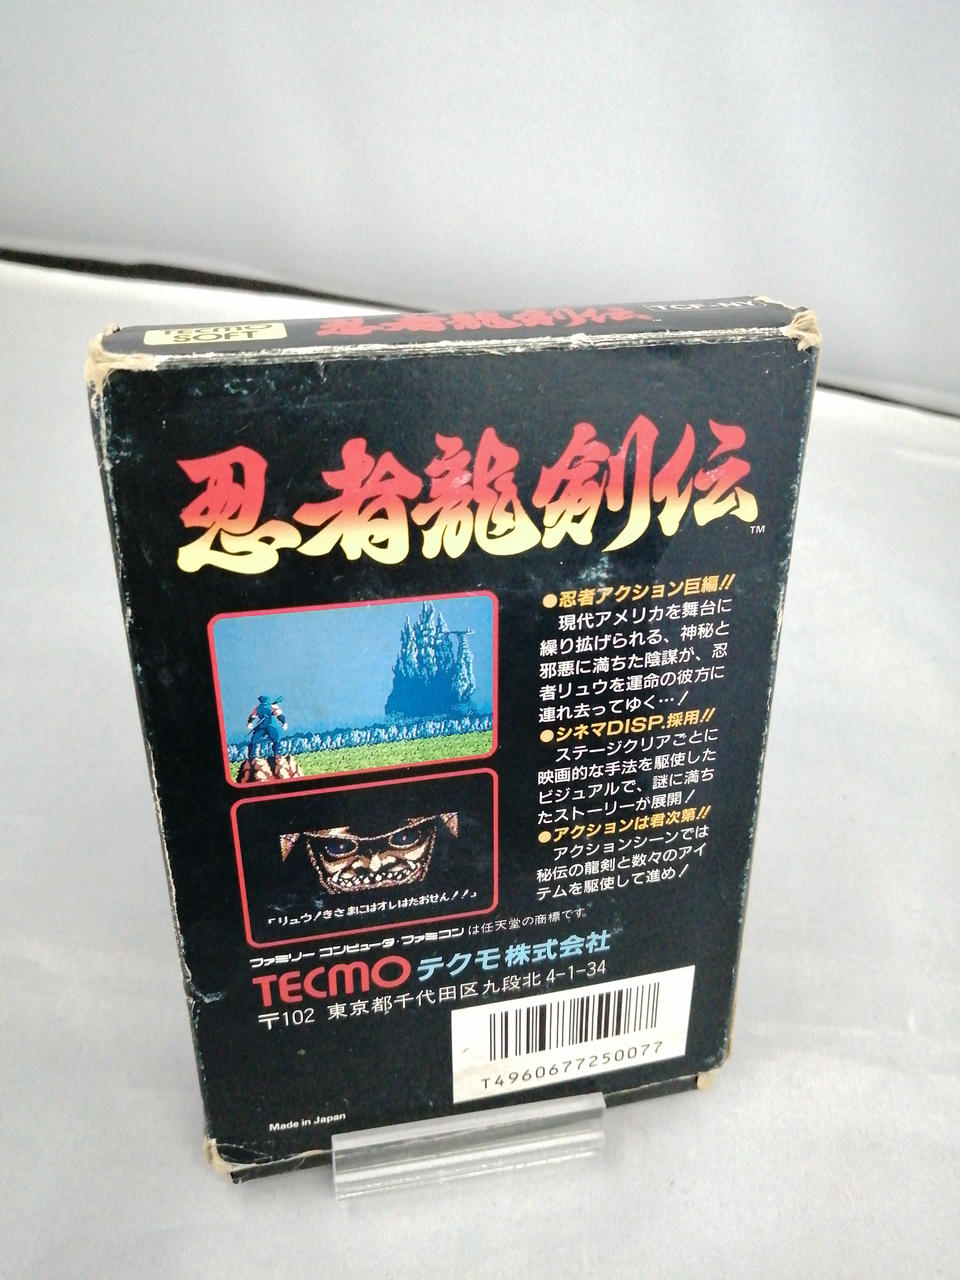 TECMO
SOFT
忍者龍剣伝
TCF-NY
忍者龍剣伝
TM
●忍者アクション巨編!!
現代アメリカを舞台に
繰り拡げられる、神秘と
邪悪に満ちた陰謀が、忍
者リュウを運命の彼方に
連れ去ってゆく…!
●シネマDISP.採用!!
ステージクリアごとに
映画的な手法を駆使した
ビジュアルで、謎に満ち
たストーリーが展開!
●アクションは君次第!!
アクションシーンでは
秘伝の龍剣と数々のアイ
テムを駆使して進め!
「リュウ!きさまにはオレはたおせん!!」
ファミリーコンピュータ・ファミコンは任天堂の商標です。
TECMO テクモ株式会社
〒102 東京都千代田区九段北4-1-34
T4960677250077
Made in Japan